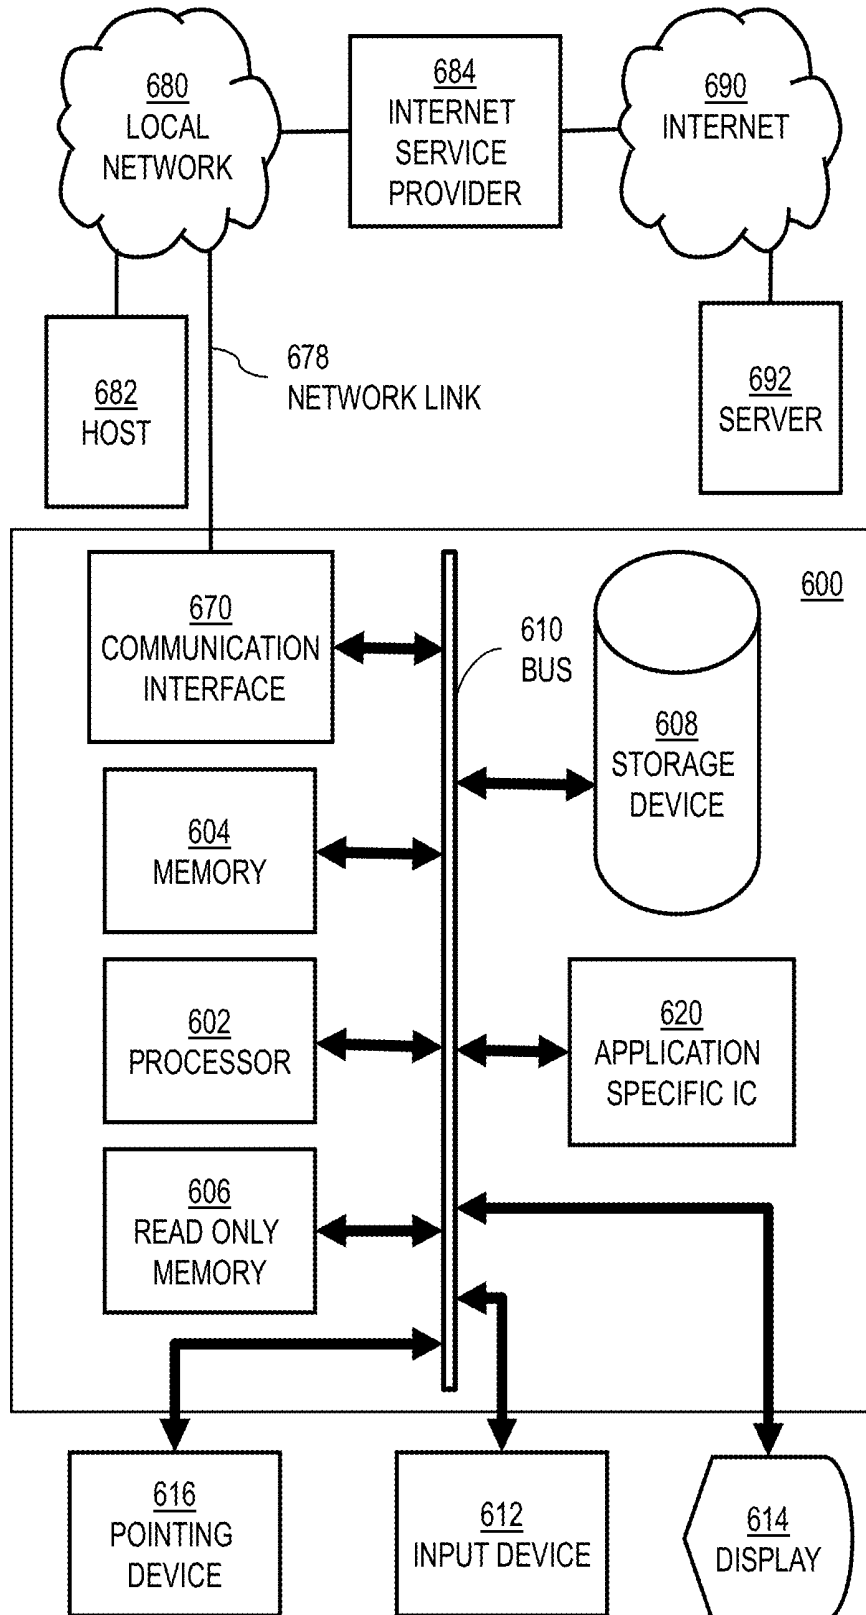 680
LOCAL
NETWORK
684
INTERNET
SERVICE
PROVIDER
690
INTERNET
682
HOST
678
NETWORK LINK
692
SERVER
600
670
COMMUNICATION
INTERFACE
610
BUS
608
STORAGE
DEVICE
604
MEMORY
602
PROCESSOR
620
APPLICATION
SPECIFIC IC
606
READ ONLY
MEMORY
616
POINTING
DEVICE
612
INPUT DEVICE
614
DISPLAY